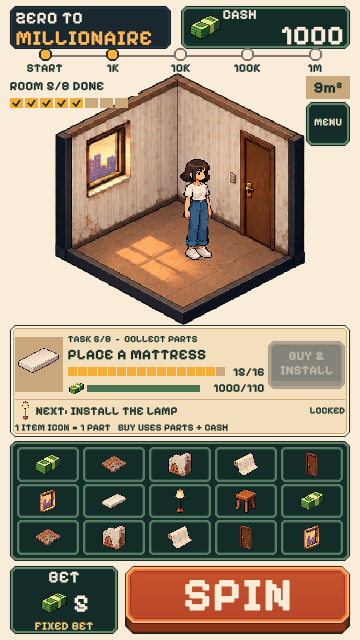 ZERO TO
MILLIONAIRE
CASH
1000
START
1K
10K
100K
1M
ROOM 5/8 DONE
9m²
MENU
TASK 6/8 - COLLECT PARTS
PLACE A MATTRESS
15/16
1000/110
BUY &
INSTALL
NEXT: INSTALL THE LAMP
LOCKED
1 ITEM ICON = 1 PART BUY USES PARTS + CASH
BET
5
FIXED BET
SPIN